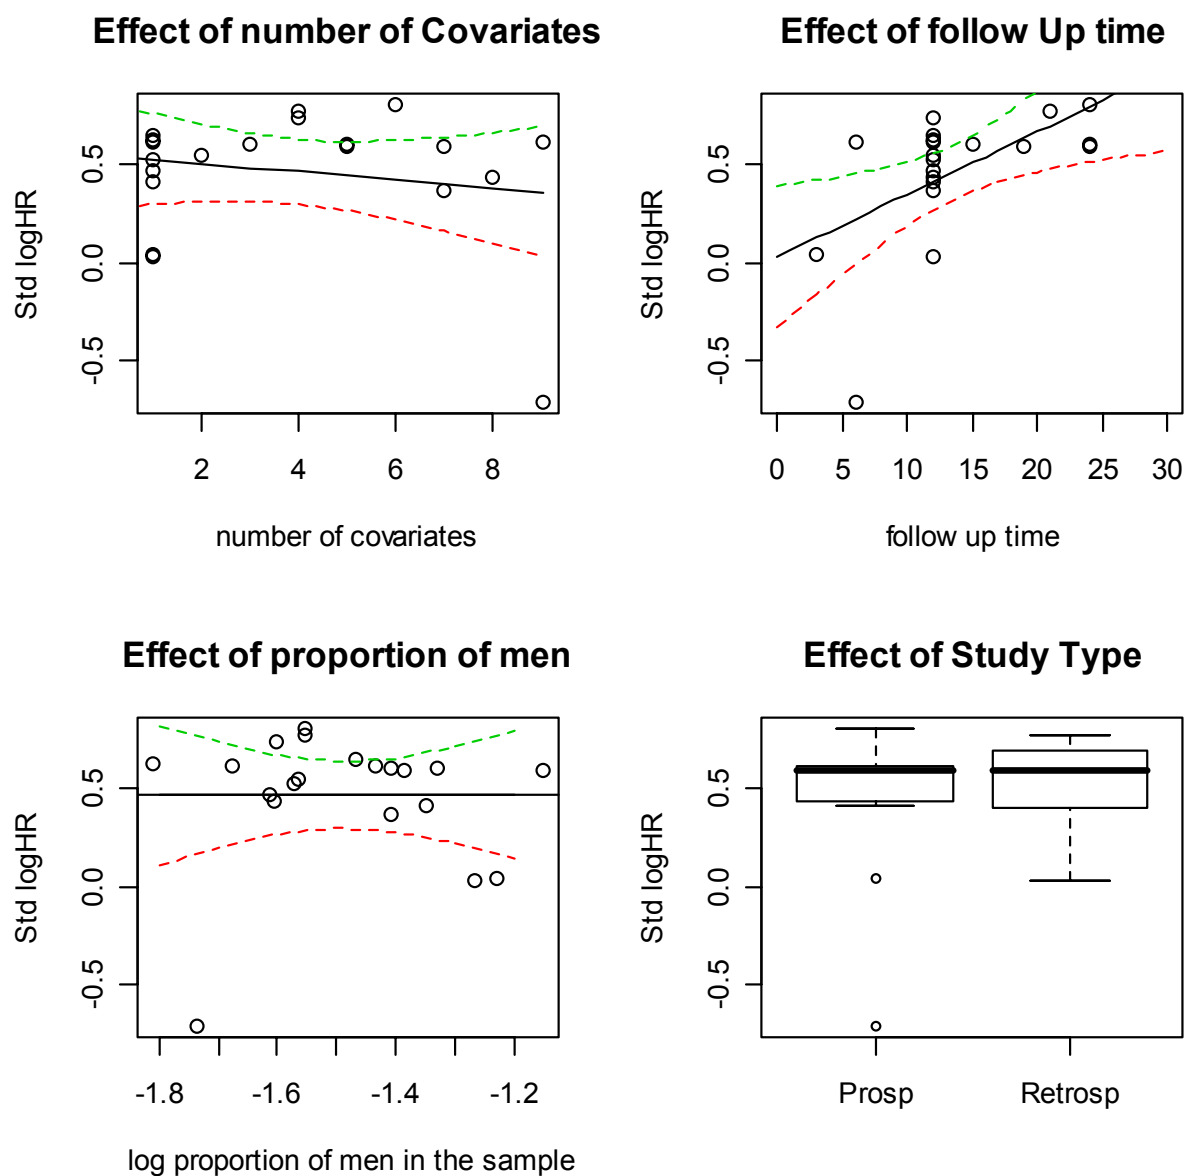 Effect of number of Covariates
Std logHR
0.5
0.0
-0.5
2 4 6 8
number of covariates
Effect of follow Up time
Std logHR
0.5
0.0
-0.5
0 5 10 15 20 25 30
follow up time
Effect of proportion of men
Std logHR
0.5
0.0
-0.5
-1.8 -1.6 -1.4 -1.2
log proportion of men in the sample
Effect of Study Type
Std logHR
0.5
0.0
-0.5
Prosp Retrosp